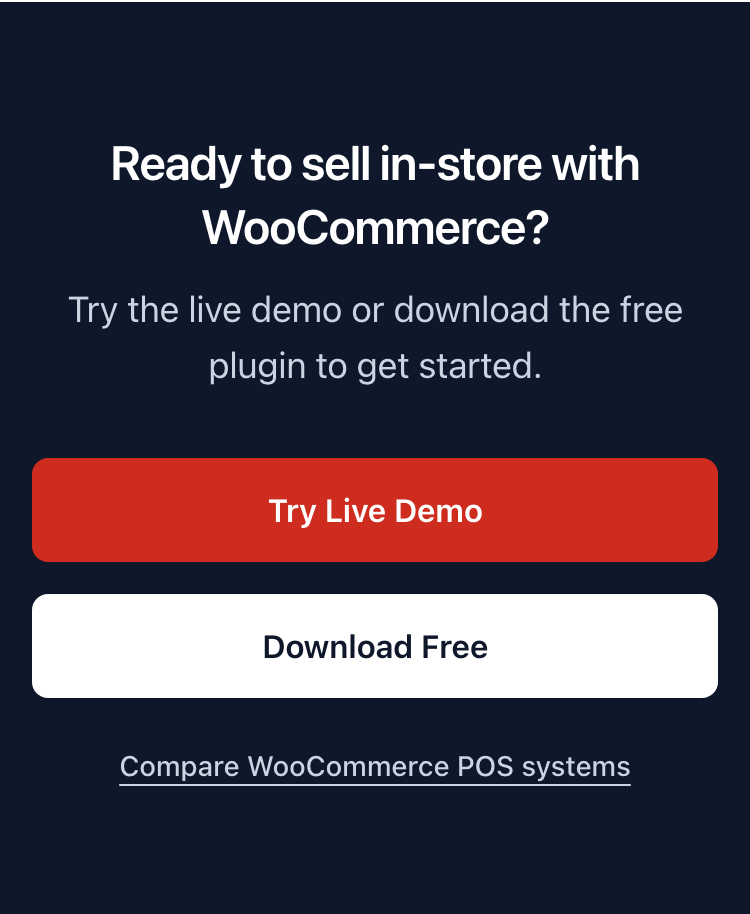 Ready to sell in-store with
WooCommerce?
Try the live demo or download the free
plugin to get started.
Try Live Demo
Download Free
Compare WooCommerce POS systems